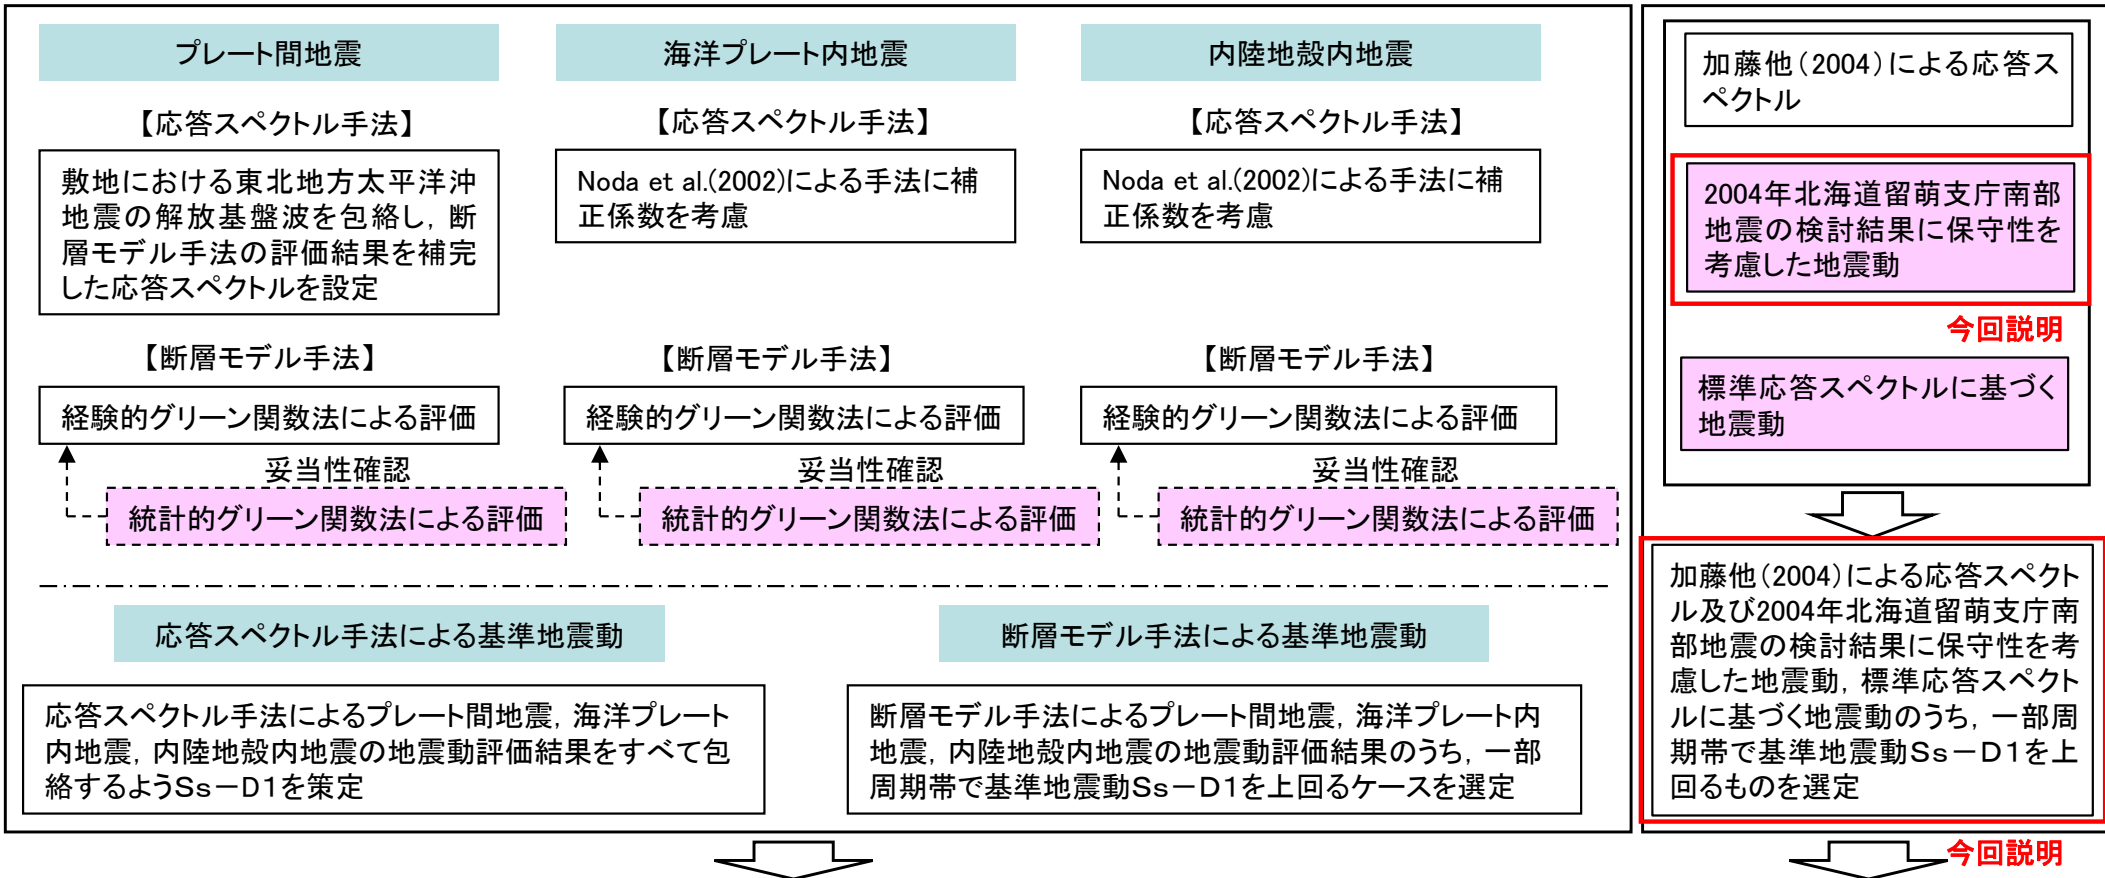 プレート間地震
【応答スペクトル手法】
敷地における東北地方太平洋沖
地震の解放基盤波を包絡し，断
層モデル手法の評価結果を補完
した応答スペクトルを設定
【断層モデル手法】
経験的グリーン関数法による評価
妥当性確認
統計的グリーン関数法による評価
海洋プレート内地震
【応答スペクトル手法】
Noda et al.(2002)による手法に補
正係数を考慮
【断層モデル手法】
経験的グリーン関数法による評価
妥当性確認
統計的グリーン関数法による評価
内陸地殻内地震
【応答スペクトル手法】
Noda et al.(2002)による手法に補
正係数を考慮
【断層モデル手法】
経験的グリーン関数法による評価
妥当性確認
統計的グリーン関数法による評価
応答スペクトル手法による基準地震動
応答スペクトル手法によるプレート間地震，海洋プレート
内地震，内陸地殻内地震の地震動評価結果をすべて包
絡するようSs－D1を策定
断層モデル手法による基準地震動
断層モデル手法によるプレート間地震，海洋プレート内
地震，内陸地殻内地震の地震動評価結果のうち，一部
周期帯で基準地震動Ss－D1を上回るケースを選定
加藤他（2004）による応答ス
ペクトル
2004年北海道留萌支庁南部
地震の検討結果に保守性を
考慮した地震動
今回説明
標準応答スペクトルに基づく
地震動
加藤他（2004）による応答スペクト
ル及び2004年北海道留萌支庁南
部地震の検討結果に保守性を考
慮した地震動，標準応答スペクト
ルに基づく地震動のうち，一部周
期帯で基準地震動Ss－D1を上
回るものを選定
今回説明